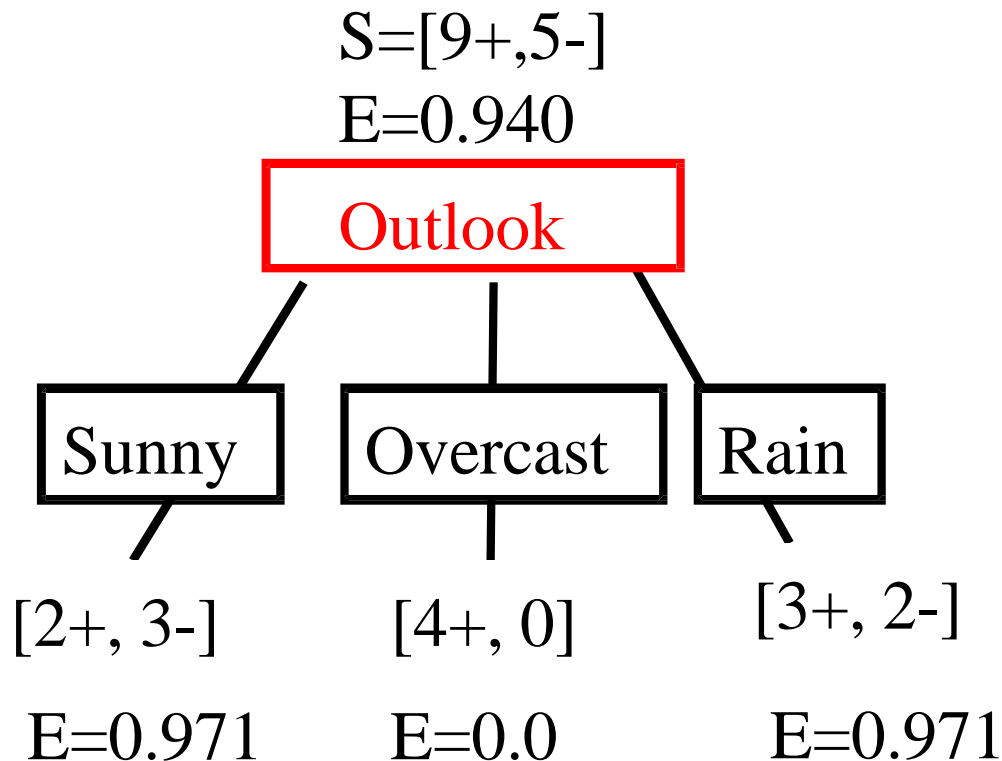 S=[9+,5-]
E=0.940
Outlook
Sunny
Overcast
Rain
[2+, 3-]
[4+, 0]
[3+, 2-]
E=0.971
E=0.0
E=0.971